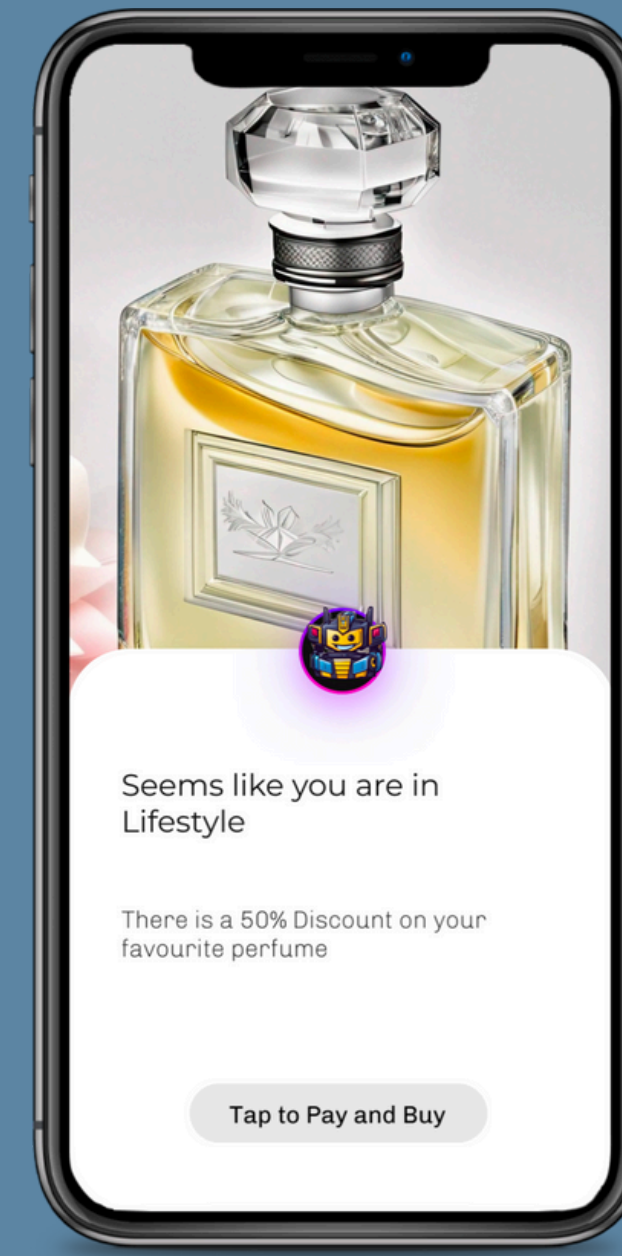 Seems like you are in
Lifestyle
There is a 50% Discount on your
favourite perfume
Tap to Pay and Buy